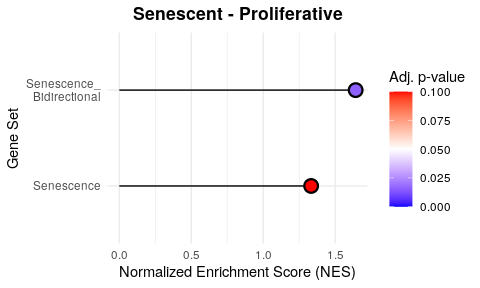 Senescent - Proliferative
Gene Set
Senescence_
Bidirectional
Senescence
0.0 0.5 1.0 1.5
Normalized Enrichment Score (NES)
Adj. p-value
0.100
0.075
0.050
0.025
0.000